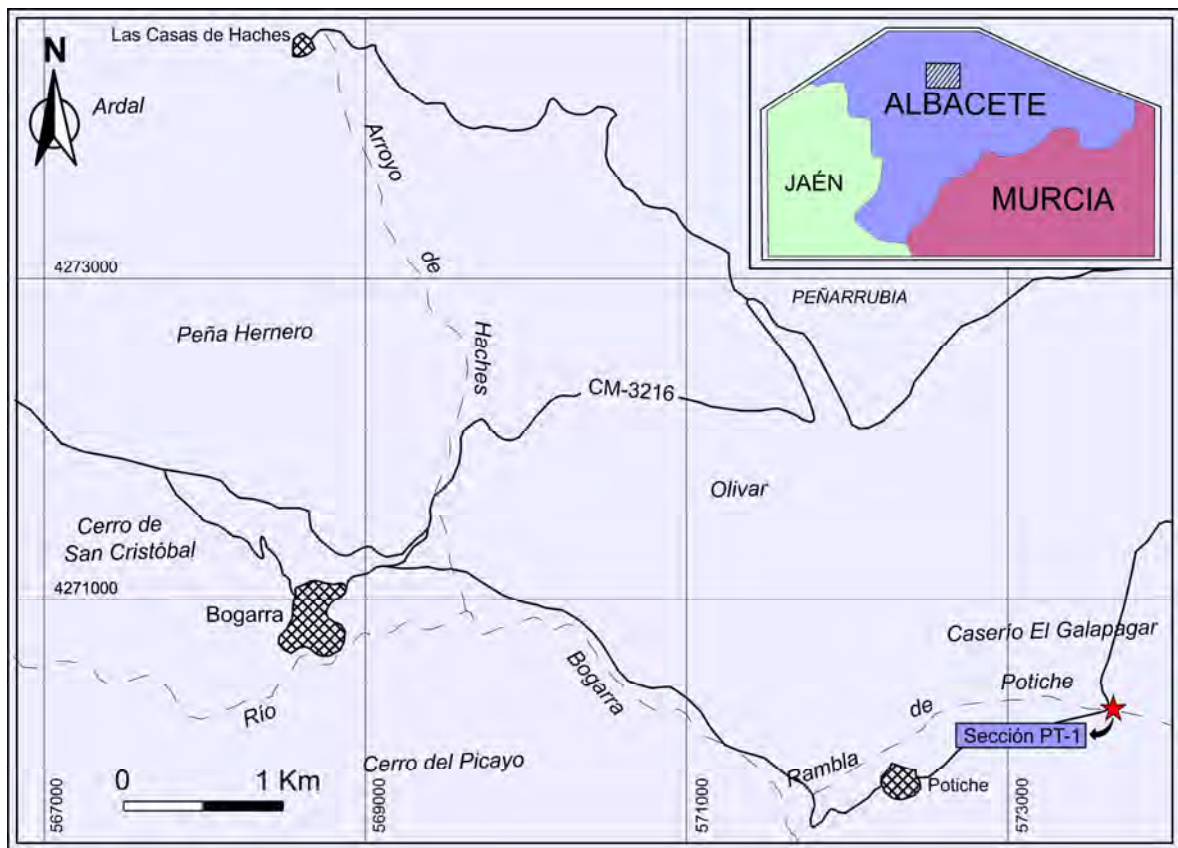 Las Casas de Haches
N
Ardal
Arroyo
de
Haches
ALBACETE
JAÉN
MURCIA
4273000
PEÑARRUBIA
Peña Hernero
CM-3216
Olivar
Cerro de
San Cristóbal
4271000
Bogarra
Caserío El Galapagar
Río
Bogarra
Rambla
de
Potiche
Sección PT-1
Cerro del Picayo
Potiche
0 1 Km
567000
569000
571000
573000